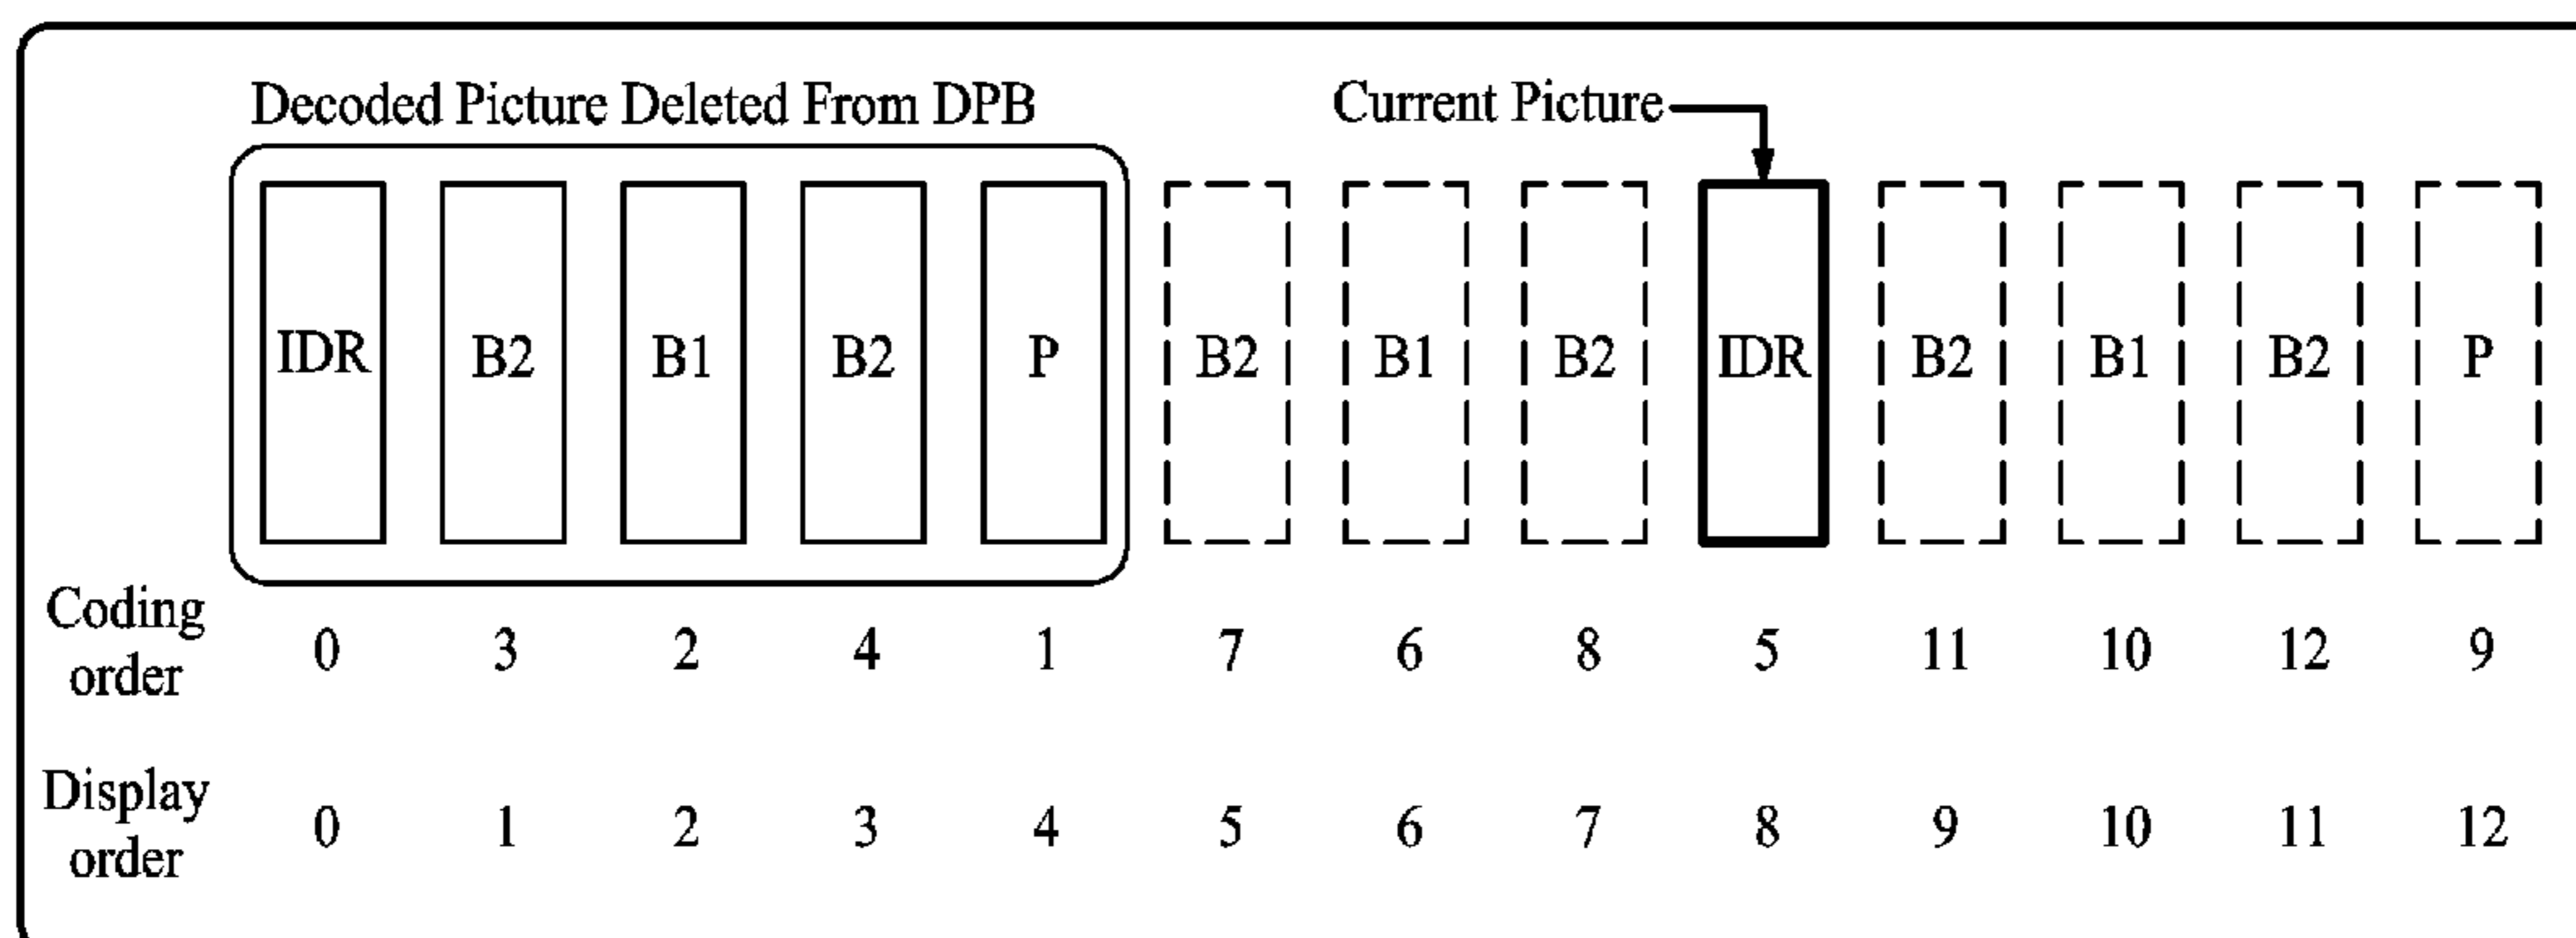 Decoded Picture Deleted From DPB
Current Picture
IDR B2 B1 B2 P B2 B1 B2 IDR B2 B1 B2 P
Coding order 0 3 2 4 1 7 6 8 5 11 10 12 9
Display order 0 1 2 3 4 5 6 7 8 9 10 11 12